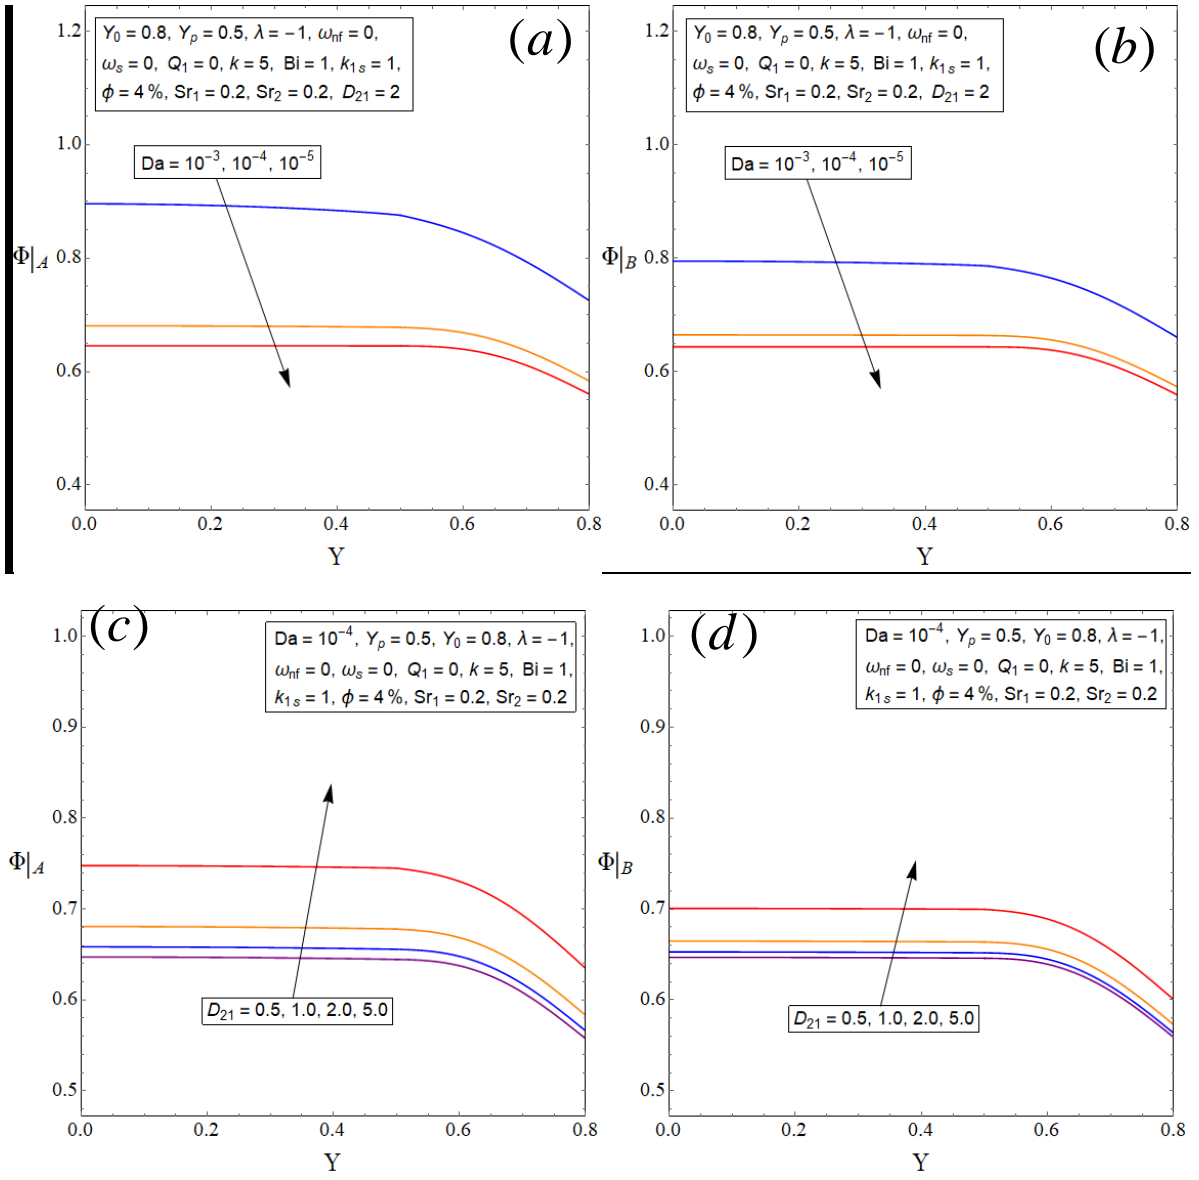 (a)
Y₀ = 0.8, Yₚ = 0.5, λ = −1, ωnf = 0,
ωs = 0, Q₁ = 0, k = 5, Bi = 1, k₁s = 1,
ϕ = 4 %, Sr₁ = 0.2, Sr₂ = 0.2, D₂₁ = 2
Da = 10⁻³, 10⁻⁴, 10⁻⁵
Φ|A
1.2
1.0
0.8
0.6
0.4
0.0 0.2 0.4 0.6 0.8
Y
(b)
Y₀ = 0.8, Yₚ = 0.5, λ = −1, ωnf = 0,
ωs = 0, Q₁ = 0, k = 5, Bi = 1, k₁s = 1,
ϕ = 4 %, Sr₁ = 0.2, Sr₂ = 0.2, D₂₁ = 2
Da = 10⁻³, 10⁻⁴, 10⁻⁵
Φ|B
1.2
1.0
0.8
0.6
0.4
0.0 0.2 0.4 0.6 0.8
Y
(c)
Da = 10⁻⁴, Yₚ = 0.5, Y₀ = 0.8, λ = −1,
ωnf = 0, ωs = 0, Q₁ = 0, k = 5, Bi = 1,
k₁s = 1, ϕ = 4 %, Sr₁ = 0.2, Sr₂ = 0.2
D₂₁ = 0.5, 1.0, 2.0, 5.0
Φ|A
1.0
0.9
0.8
0.7
0.6
0.5
0.0 0.2 0.4 0.6 0.8
Y
(d)
Da = 10⁻⁴, Yₚ = 0.5, Y₀ = 0.8, λ = −1,
ωnf = 0, ωs = 0, Q₁ = 0, k = 5, Bi = 1,
k₁s = 1, ϕ = 4 %, Sr₁ = 0.2, Sr₂ = 0.2
D₂₁ = 0.5, 1.0, 2.0, 5.0
Φ|B
1.0
0.9
0.8
0.7
0.6
0.5
0.0 0.2 0.4 0.6 0.8
Y